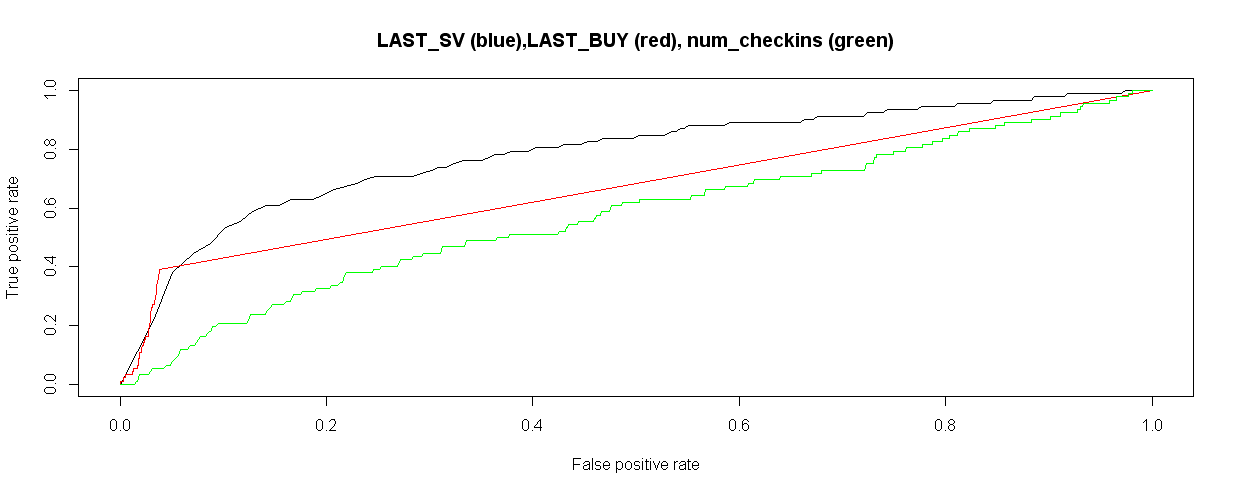 LAST_SV (blue),LAST_BUY (red), num_checkins (green)
True positive rate
1.0
0.8
0.6
0.4
0.2
0.0
0.0 0.2 0.4 0.6 0.8 1.0
False positive rate